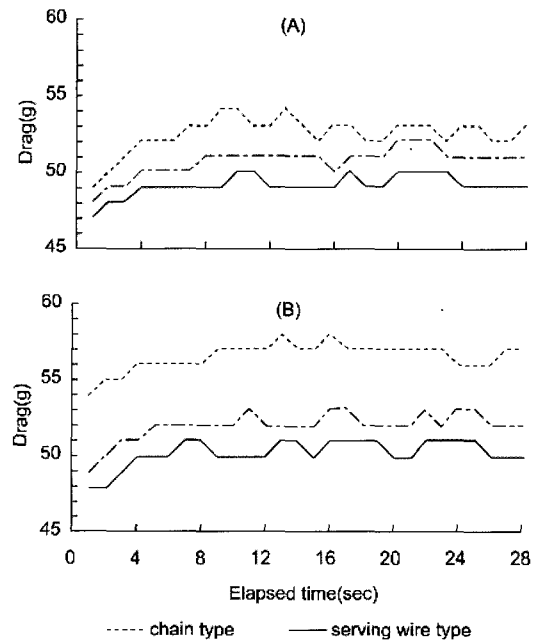 60
(A)
55
Drag(g)
50
45
60
(B)
55
Drag(g)
50
45
0 4 8 12 16 20 24 28
Elapsed time(sec)
chain type
serving wire type